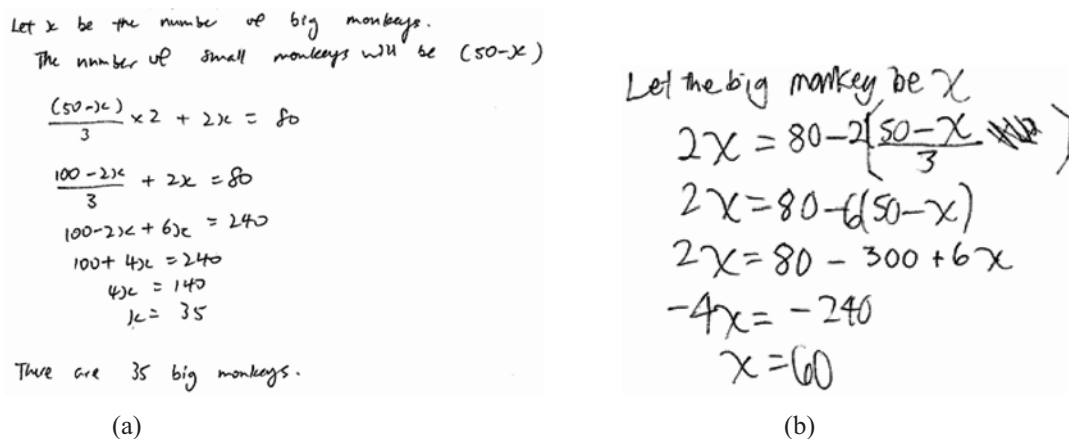 Let x be the number of big monkeys.
The number of small monkeys will be (50-x)
(50-x)/3 × 2 + 2x = 80
100-2x/3 + 2x = 80
100-2x+6x = 240
100+4x = 240
4x = 140
x = 35
There are 35 big monkeys.
(a)
Let the big monkey be x
2x = 80-2(50-x/3)
2x = 80-6(50-x)
2x = 80 - 300 + 6x
-4x = -240
x = 60
(b)